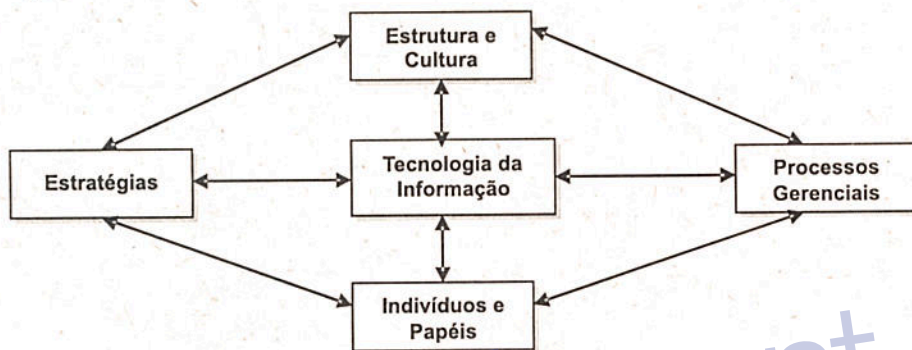 Estrutura e
Cultura
Estratégias
Tecnologia da
Informação
Processos
Gerenciais
Indivíduos e
Papéis